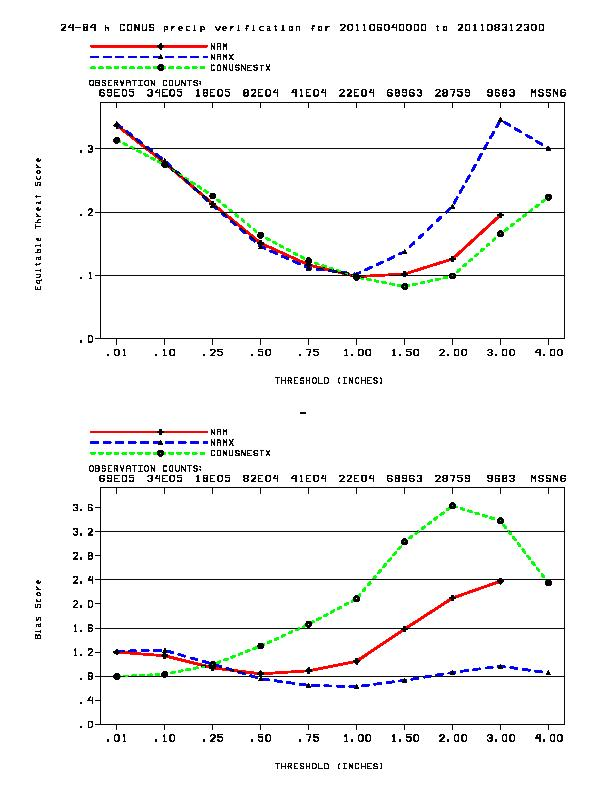 24-84 h CONUS precip verification for 201106040000 to 201108312300
NAM
NAMX
CONUSNESTX
OBSERVATION COUNTS:
69E05 34E05 18E05 82E04 41E04 22E04 68963 28759 9683 MSSNG
Equitable Threat Score
.3
.2
.1
.0
.01 .10 .25 .50 .75 1.00 1.50 2.00 3.00 4.00
THRESHOLD (INCHES)
NAM
NAMX
CONUSNESTX
OBSERVATION COUNTS:
69E05 34E05 18E05 82E04 41E04 22E04 68963 28759 9683 MSSNG
Bias Score
3.6
3.2
2.8
2.4
2.0
1.6
1.2
.8
.4
.0
.01 .10 .25 .50 .75 1.00 1.50 2.00 3.00 4.00
THRESHOLD (INCHES)